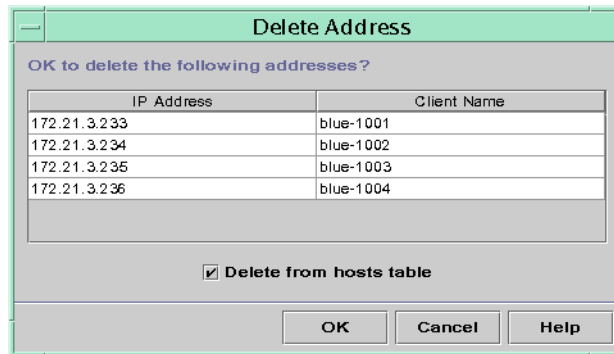 Delete Address
OK to delete the following addresses?
IP Address Client Name
172.21.3.233 blue-1001
172.21.3.234 blue-1002
172.21.3.235 blue-1003
172.21.3.236 blue-1004
Delete from hosts table
OK Cancel Help